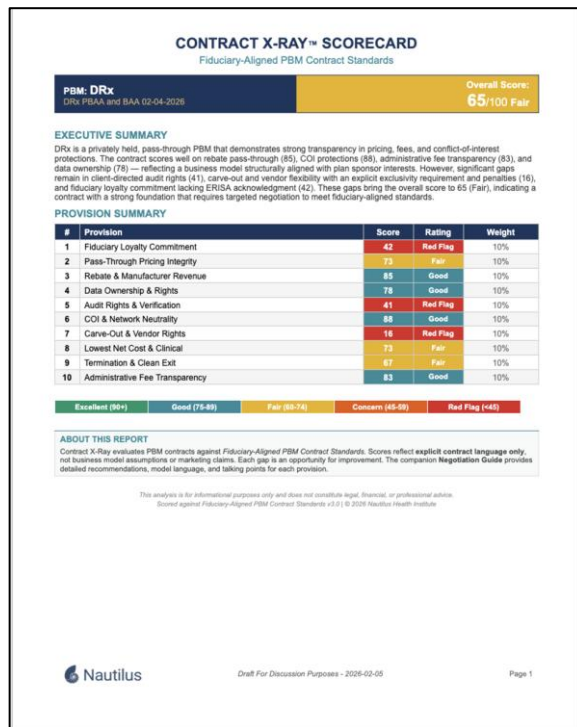 CONTRACT X-RAY™ SCORECARD
Fiduciary-Aligned PBM Contract Standards
PBM: DRx
DRx PBAA and BAA 02-04-2026
Overall Score:
65/100 Fair
EXECUTIVE SUMMARY
DRx is a privately held, pass-through PBM that demonstrates strong transparency in pricing, fees, and conflict-of-interest
protections. The contract scores well on rebate pass-through (85), COI protections (88), administrative fee transparency (83), and
data ownership (78) — reflecting a business model structurally aligned with plan sponsor interests. However, significant gaps
remain in client-directed audit rights (41), carve-out and vendor flexibility with an explicit exclusivity requirement and penalties (16),
and fiduciary loyalty commitment lacking ERISA acknowledgment (42). These gaps bring the overall score to 65 (Fair), indicating a
contract with a strong foundation that requires targeted negotiation to meet fiduciary-aligned standards.
PROVISION SUMMARY
# Provision Score Rating Weight
1 Fiduciary Loyalty Commitment 42 Red Flag 10%
2 Pass-Through Pricing Integrity 73 Fair 10%
3 Rebate & Manufacturer Revenue 85 Good 10%
4 Data Ownership & Rights 78 Good 10%
5 Audit Rights & Verification 41 Red Flag 10%
6 COI & Network Neutrality 88 Good 10%
7 Carve-Out & Vendor Rights 16 Red Flag 10%
8 Lowest Net Cost & Clinical 73 Fair 10%
9 Termination & Clean Exit 67 Fair 10%
10 Administrative Fee Transparency 83 Good 10%
Excellent (90+) Good (75-89) Fair (60-74) Concern (45-59) Red Flag (<45)
ABOUT THIS REPORT
Contract X-Ray evaluates PBM contracts against Fiduciary-Aligned PBM Contract Standards. Scores reflect explicit contract language only,
not business model assumptions or marketing claims. Each gap is an opportunity for improvement. The companion Negotiation Guide provides
detailed recommendations, model language, and talking points for each provision.
This analysis is for informational purposes only and does not constitute legal, financial, or professional advice.
Scored against Fiduciary-Aligned PBM Contract Standards v3.0 | © 2026 Nautilus Health Institute
Nautilus
Draft For Discussion Purposes - 2026-02-05
Page 1